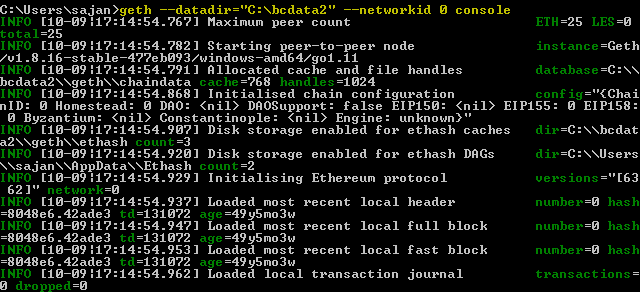 C:\Users\sajan>geth --datadir="C:\bcdata2" --networkid 0 console
INFO [10-09|17:14:54.767] Maximum peer count ETH=25 LES=0
total=25
INFO [10-09|17:14:54.782] Starting peer-to-peer node instance=Geth
/v1.8.16-stable-477eb093/windows-amd64/go1.11
INFO [10-09|17:14:54.791] Allocated cache and file handles database=C:\\
bcdata2\\geth\\chaindata cache=768 handles=1024
INFO [10-09|17:14:54.868] Initialised chain configuration config="{Chai
nID: 0 Homestead: 0 DAO: <nil> DAOSupport: false EIP150: <nil> EIP155: 0 EIP158:
0 Byzantium: <nil> Constantinople: <nil> Engine: unknown}"
INFO [10-09|17:14:54.907] Disk storage enabled for ethash caches dir=C:\\bcda
ta2\\geth\\ethash count=3
INFO [10-09|17:14:54.920] Disk storage enabled for ethash DAGs dir=C:\\Users
\\sajan\\AppData\\Ethash count=2
INFO [10-09|17:14:54.929] Initialising Ethereum protocol versions="[63
62]" network=0
INFO [10-09|17:14:54.937] Loaded most recent local header number=0 hash
=8048e6.42ade3 td=131072 age=49y5mo3w
INFO [10-09|17:14:54.947] Loaded most recent local full block number=0 hash
=8048e6.42ade3 td=131072 age=49y5mo3w
INFO [10-09|17:14:54.953] Loaded most recent local fast block number=0 hash
=8048e6.42ade3 td=131072 age=49y5mo3w
INFO [10-09|17:14:54.962] Loaded local transaction journal transactions=
0 dropped=0